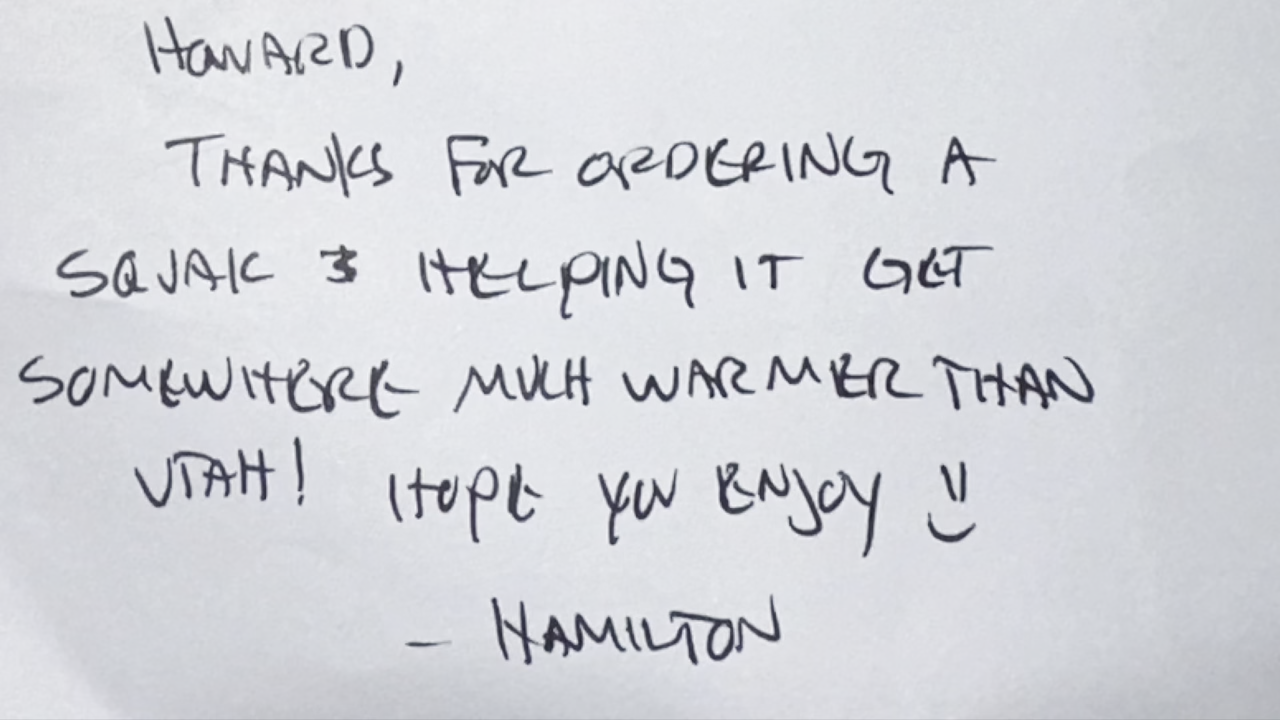 HOWARD,
THANKS FOR ORDERING A
SQUAK & HELPING IT GET
SOMEWHERE MUCH WARMER THAN
UTAH! HOPE YOU ENJOY :)
- HAMILTON